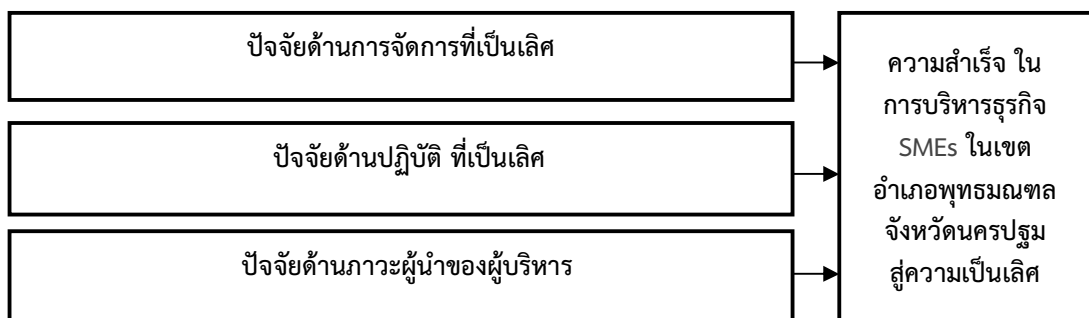 ปัจจัยด้านการจัดการที่เป็นเลิศ
ปัจจัยด้านปฏิบัติ ที่เป็นเลิศ
ปัจจัยด้านภาวะผู้นำของผู้บริหาร
ความสำเร็จ ใน
การบริหารธุรกิจ
SMEs ในเขต
อำเภอพุทธมณฑล
จังหวัดนครปฐม
สู่ความเป็นเลิศ